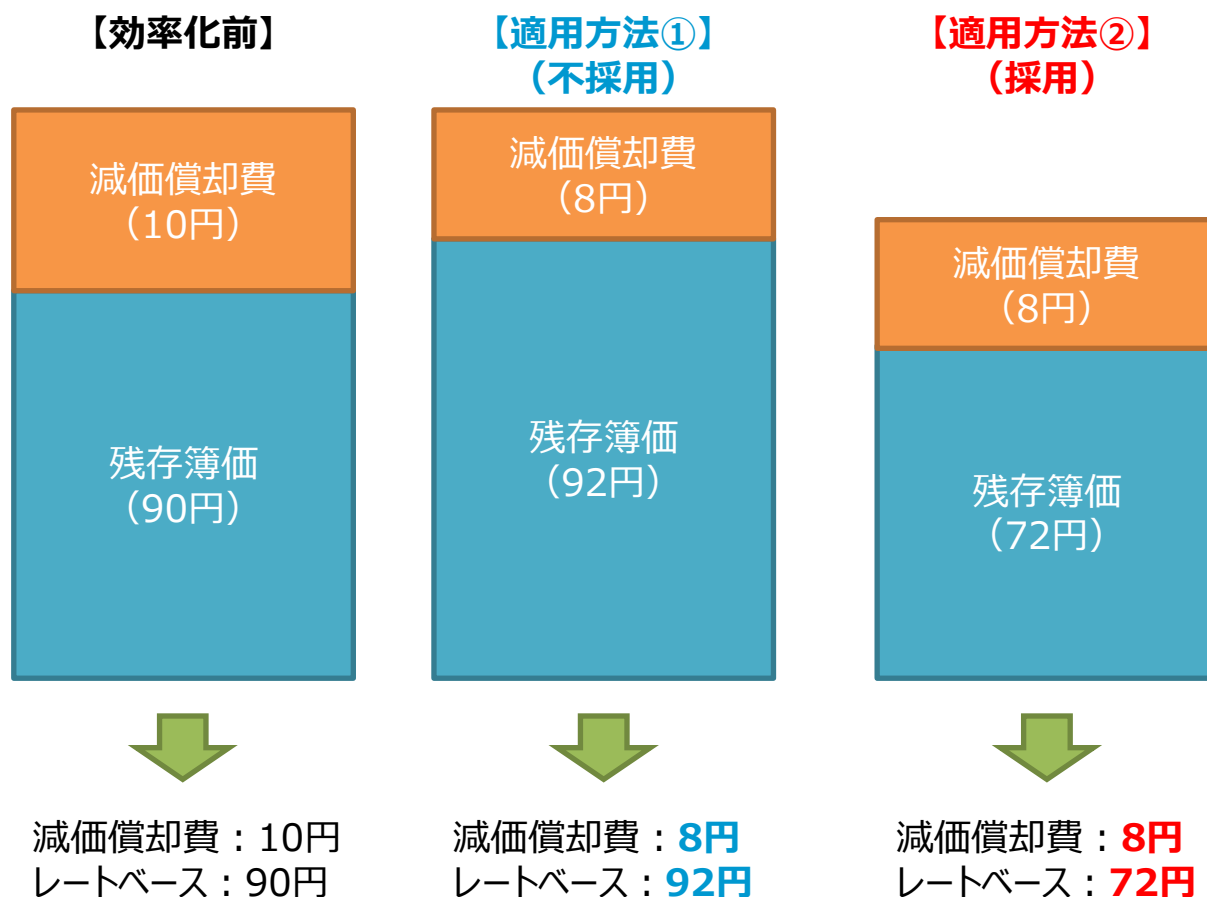 【効率化前】
【適用方法①】
（不採用）
【適用方法②】
（採用）
減価償却費
（10円）
残存簿価
（90円）
減価償却費
（8円）
残存簿価
（92円）
減価償却費
（8円）
残存簿価
（72円）
減価償却費：10円
レートベース：90円
減価償却費：8円
レートベース：92円
減価償却費：8円
レートベース：72円